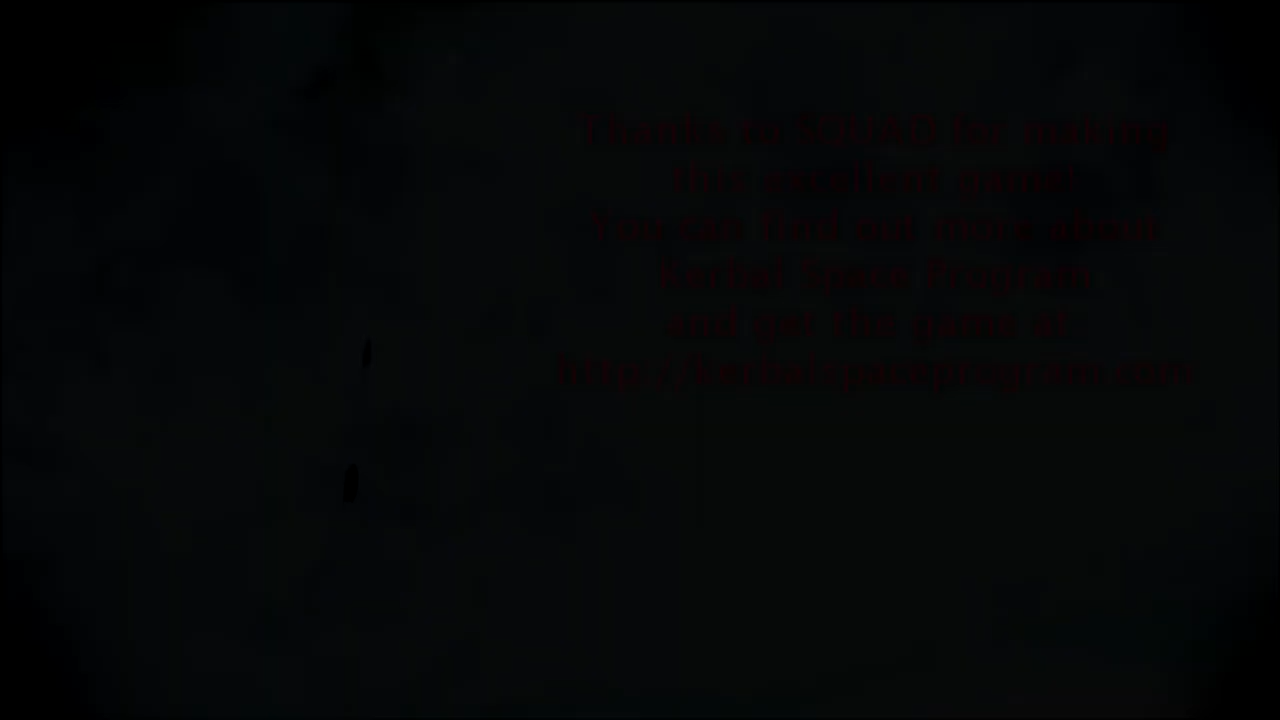 Thanks to SQUAD for making
this excellent game!
You can find out more about
Kerbal Space Program
and get the game at
http://kerbalspaceprogram.com